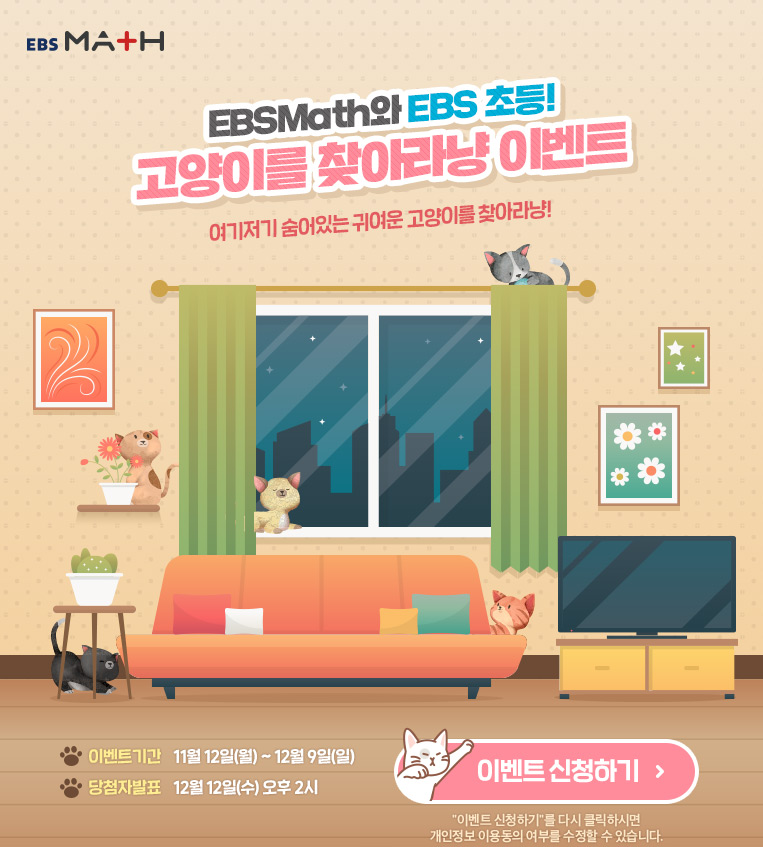 EBS MATH
EBSMath와 EBS 초등!
고양이를 찾아라냥 이벤트
여기저기 숨어있는 귀여운 고양이를 찾아라냥!
이벤트기간 11월 12일(월) ~ 12월 9일(일)
당첨자발표 12월 12일(수) 오후 2시
이벤트 신청하기 >
"이벤트 신청하기"를 다시 클릭하시면
개인정보 이용동의 여부를 수정할 수 있습니다.